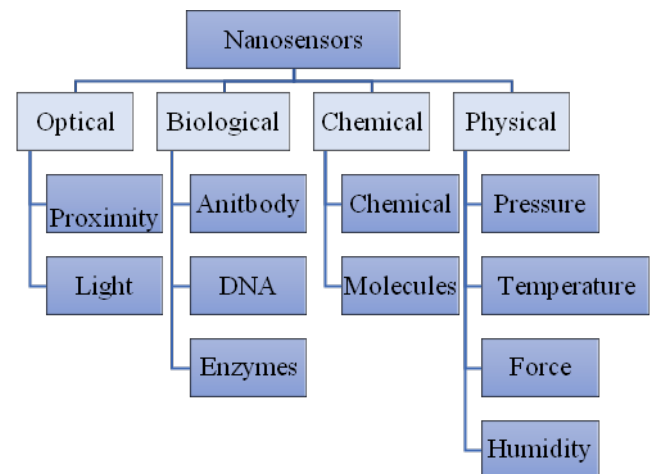 Nanosensors
Optical
Biological
Chemical
Physical
Proximity
Anitbody
Chemical
Pressure
Light
DNA
Molecules
Temperature
Enzymes
Force
Humidity